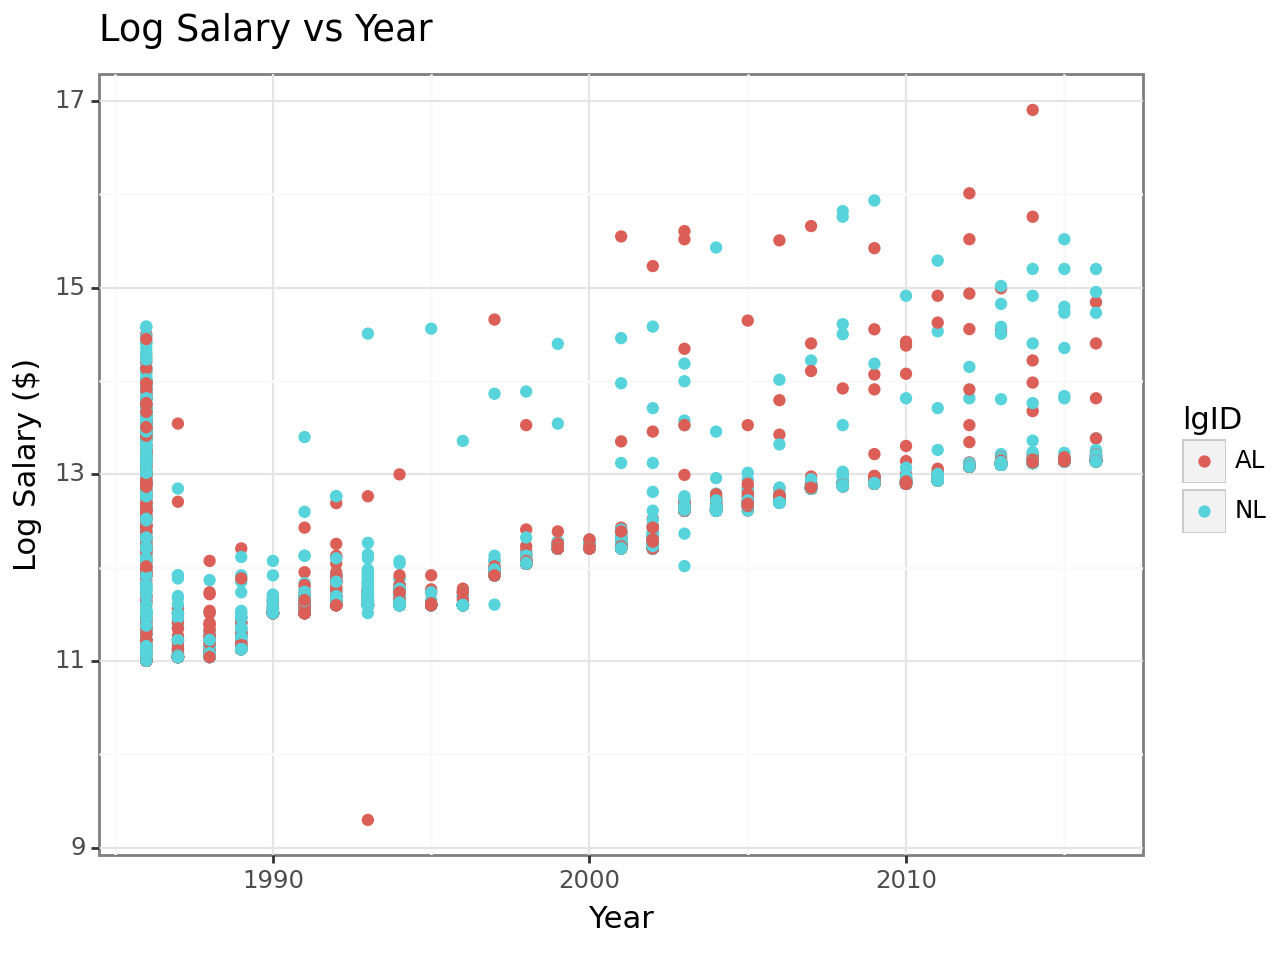 Log Salary vs Year
17
15
13
11
9
Log Salary ($)
1990
2000
2010
Year
lgID
AL
NL